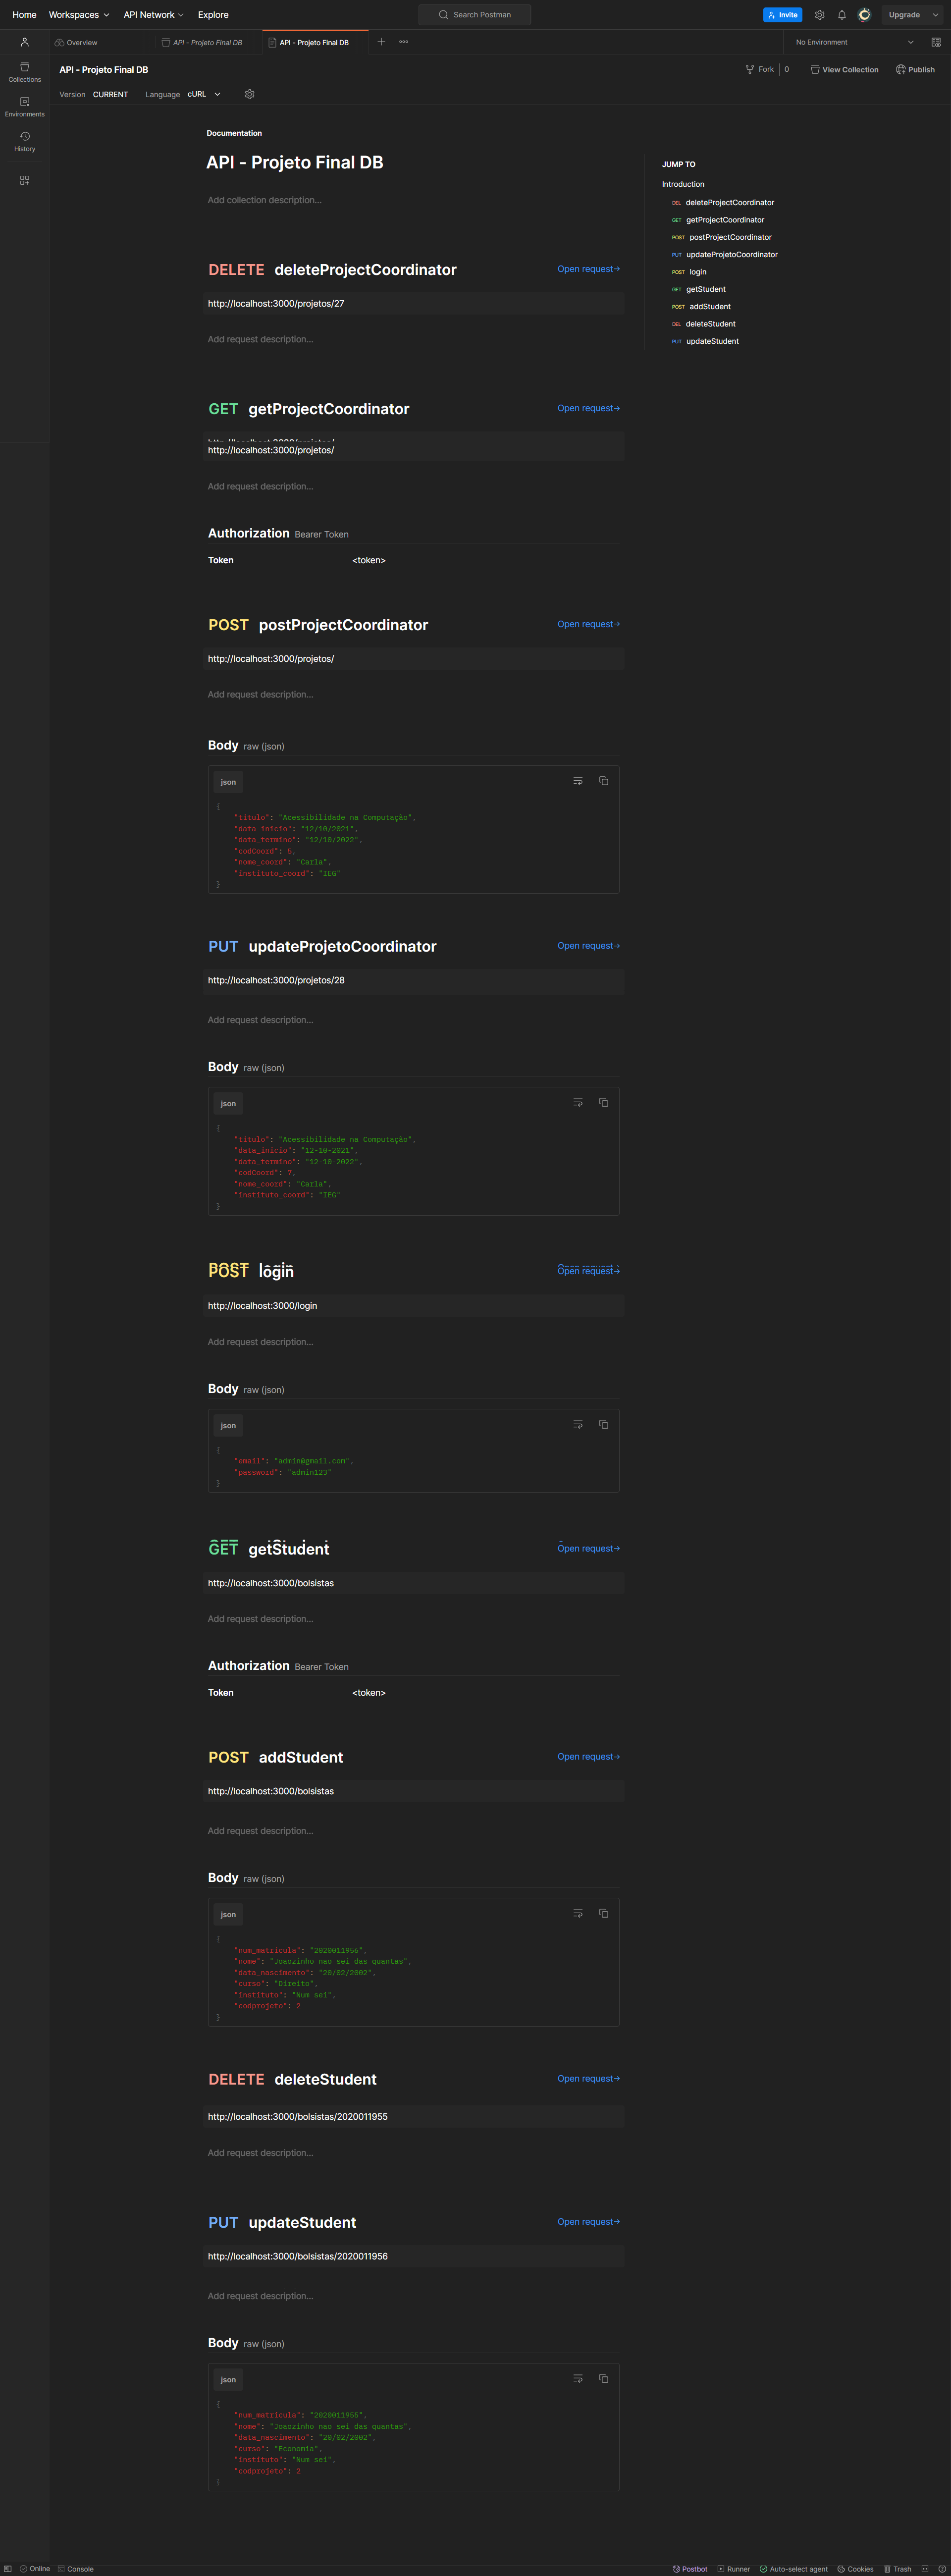 Home Workspaces API Network Explore Search Postman Invite Upgrade
Overview API - Projeto Final DB API - Projeto Final DB No Environment
API - Projeto Final DB Fork 0 View Collection Publish
Version CURRENT Language cURL
Collections
Environments
History
Documentation
API - Projeto Final DB
Add collection description...
JUMP TO
Introduction
DEL deleteProjectCoordinator
GET getProjectCoordinator
POST postProjectCoordinator
PUT updateProjetoCoordinator
POST login
GET getStudent
POST addStudent
DEL deleteStudent
PUT updateStudent
DELETE deleteProjectCoordinator Open request→
http://localhost:3000/projetos/27
Add request description...
GET getProjectCoordinator Open request→
http://localhost:3000/projetos/
Add request description...
Authorization Bearer Token
Token <token>
POST postProjectCoordinator Open request→
http://localhost:3000/projetos/
Add request description...
Body raw (json)
json
{
"titulo": "Acessibilidade na Computação",
"data_inicio": "12/10/2021",
"data_termino": "12/10/2022",
"codCoord": 5,
"nome_coord": "Carla",
"instituto_coord": "IEG"
}
PUT updateProjetoCoordinator Open request→
http://localhost:3000/projetos/28
Add request description...
Body raw (json)
json
{
"titulo": "Acessibilidade na Computação",
"data_inicio": "12-10-2021",
"data_termino": "12-10-2022",
"codCoord": 7,
"nome_coord": "Carla",
"instituto_coord": "IEG"
}
POST login Open request→
http://localhost:3000/login
Add request description...
Body raw (json)
json
{
"email": "admin@gmail.com",
"password": "admin123"
}
GET getStudent Open request→
http://localhost:3000/bolsistas
Add request description...
Authorization Bearer Token
Token <token>
POST addStudent Open request→
http://localhost:3000/bolsistas
Add request description...
Body raw (json)
json
{
"num_matricula": "2020011956",
"nome": "Joaozinho nao sei das quantas",
"data_nascimento": "20/02/2002",
"curso": "Direito",
"instituto": "Num sei",
"codprojeto": 2
}
DELETE deleteStudent Open request→
http://localhost:3000/bolsistas/2020011955
Add request description...
PUT updateStudent Open request→
http://localhost:3000/bolsistas/2020011956
Add request description...
Body raw (json)
json
{
"num_matricula": "2020011955",
"nome": "Joaozinho nao sei das quantas",
"data_nascimento": "20/02/2002",
"curso": "Economia",
"instituto": "Num sei",
"codprojeto": 2
}
Online Console Postbot Runner Auto-select agent Cookies Trash